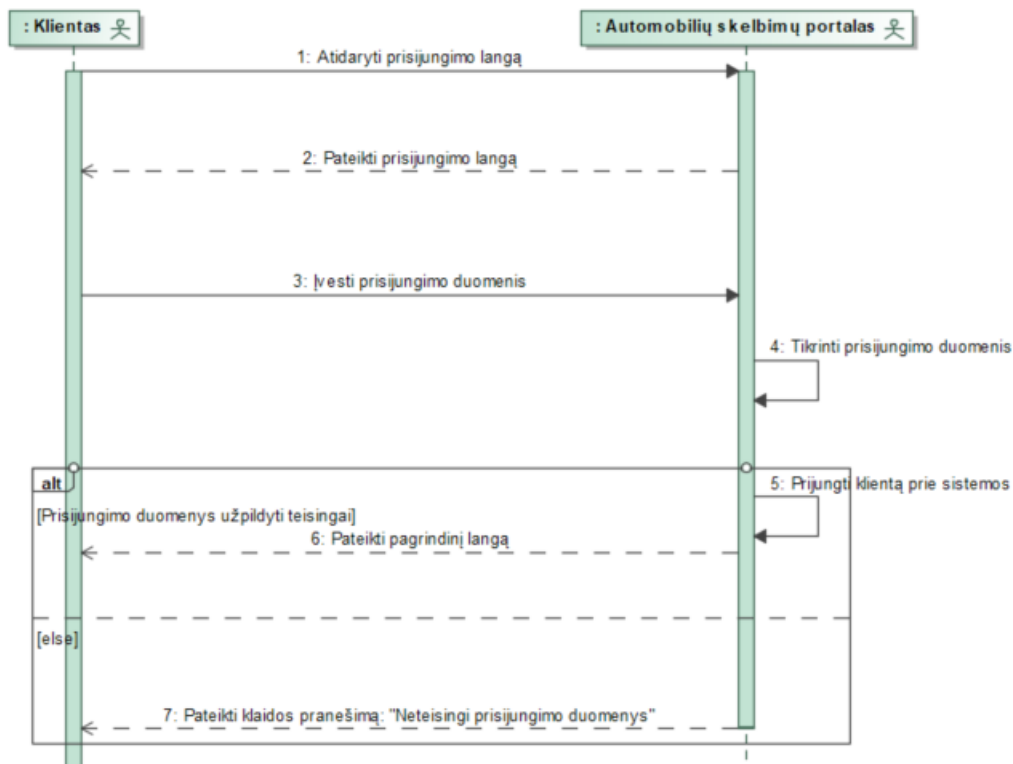 : Klientas
: Automobilių skelbimų portalas
1: Atidaryti prisijungimo langą
2: Pateikti prisijungimo langą
3: Įvesti prisijungimo duomenis
4: Tikrinti prisijungimo duomenis
alt
5: Prijungti klientą prie sistemos
[Prisijungimo duomenys užpildyti teisingai]
6: Pateikti pagrindinį langą
[else]
7: Pateikti klaidos pranešimą: "Neteisingi prisijungimo duomenys"